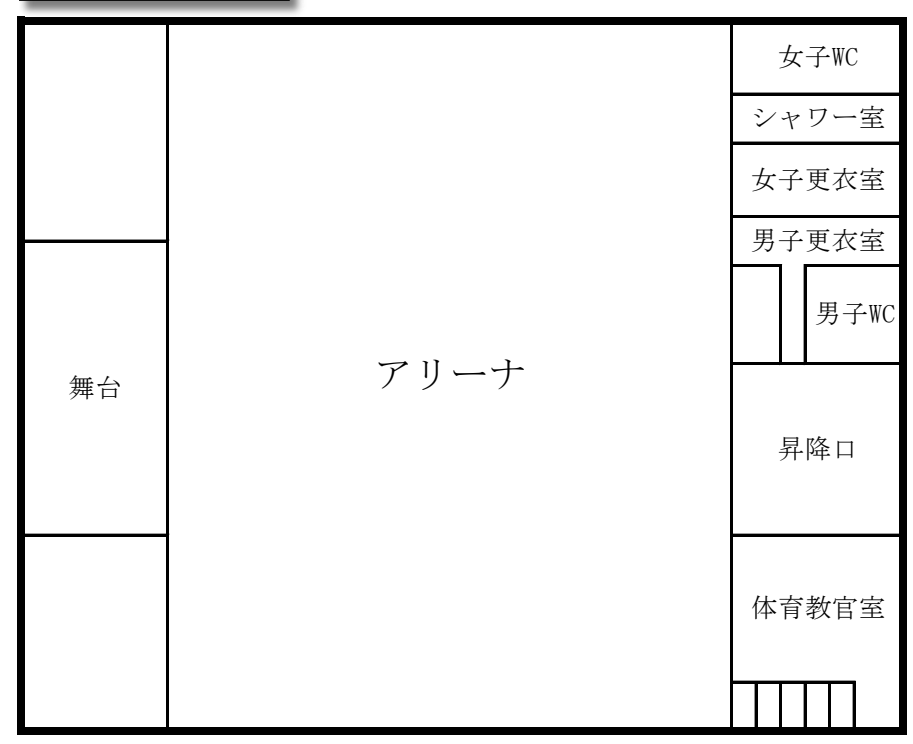 女子WC
シャワー室
女子更衣室
男子更衣室
男子WC
アリーナ
舞台
昇降口
体育教官室